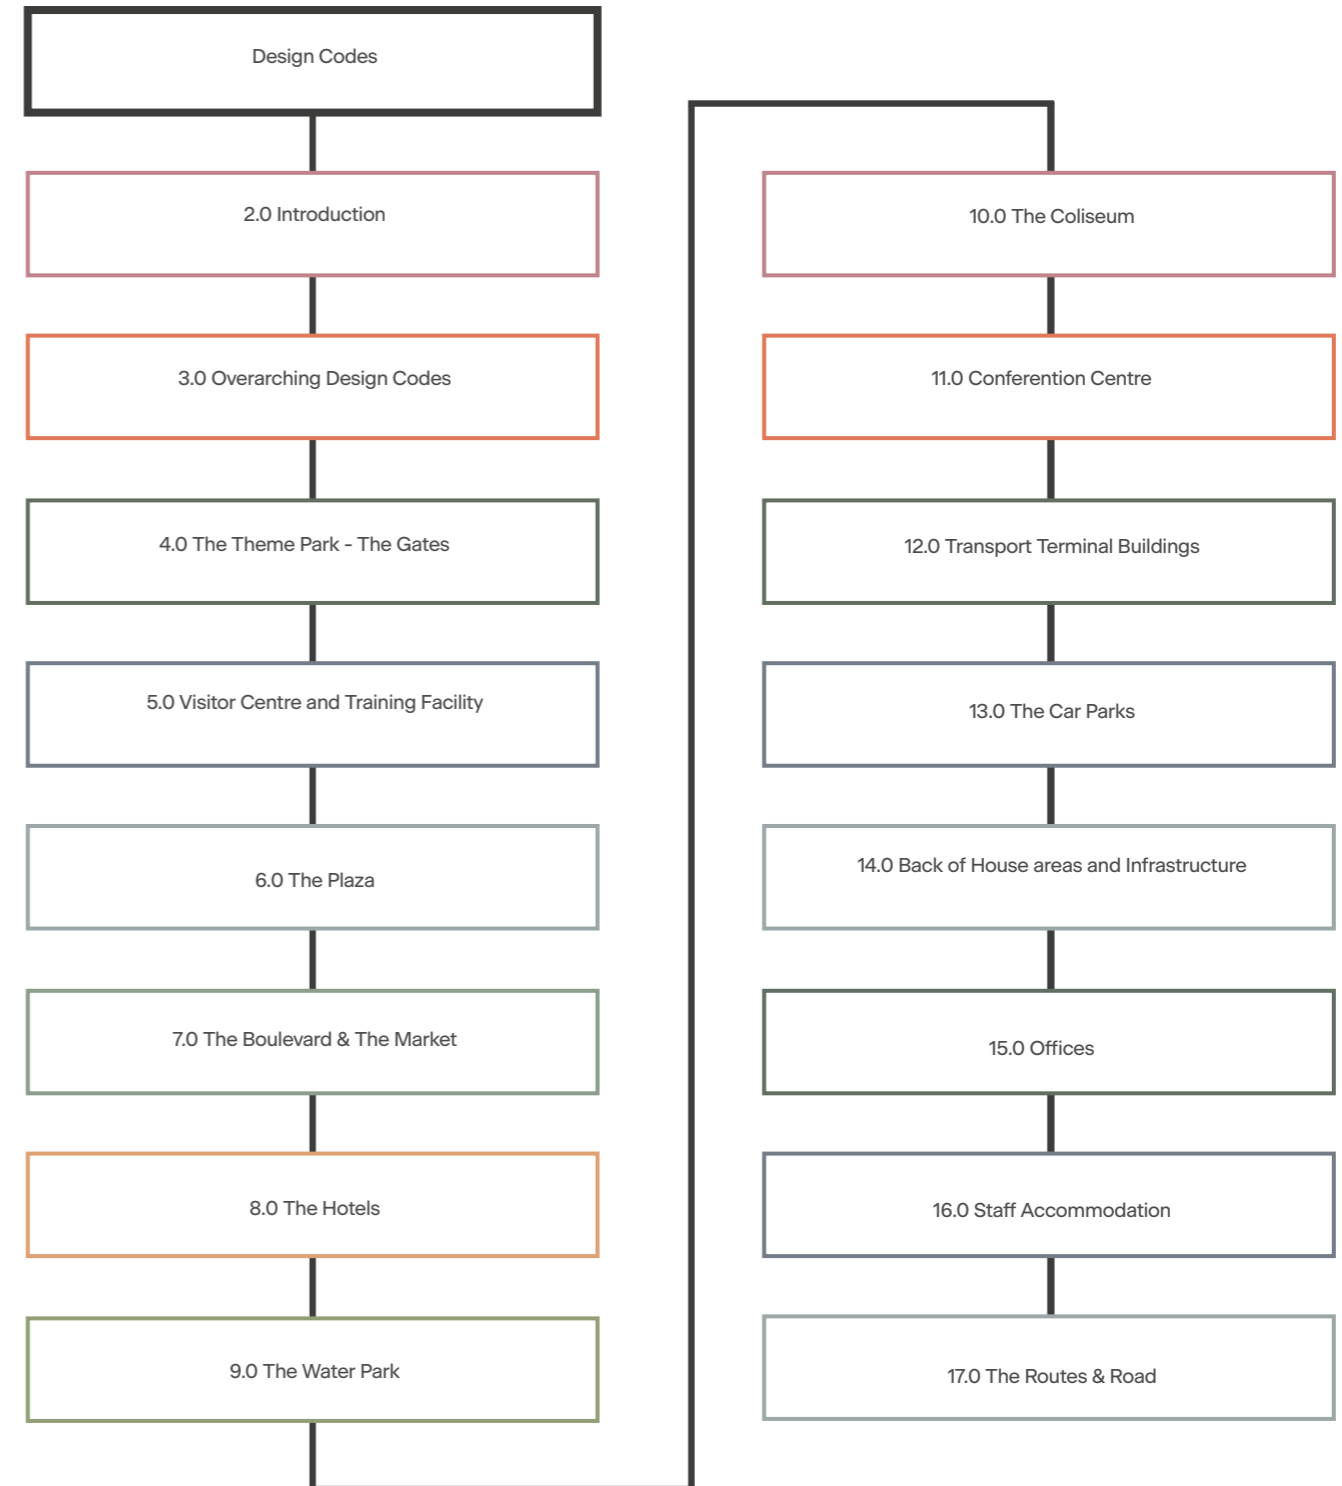 Design Codes
2.0 Introduction
3.0 Overarching Design Codes
4.0 The Theme Park - The Gates
5.0 Visitor Centre and Training Facility
6.0 The Plaza
7.0 The Boulevard & The Market
8.0 The Hotels
9.0 The Water Park
10.0 The Coliseum
11.0 Conferention Centre
12.0 Transport Terminal Buildings
13.0 The Car Parks
14.0 Back of House areas and Infrastructure
15.0 Offices
16.0 Staff Accommodation
17.0 The Routes & Road